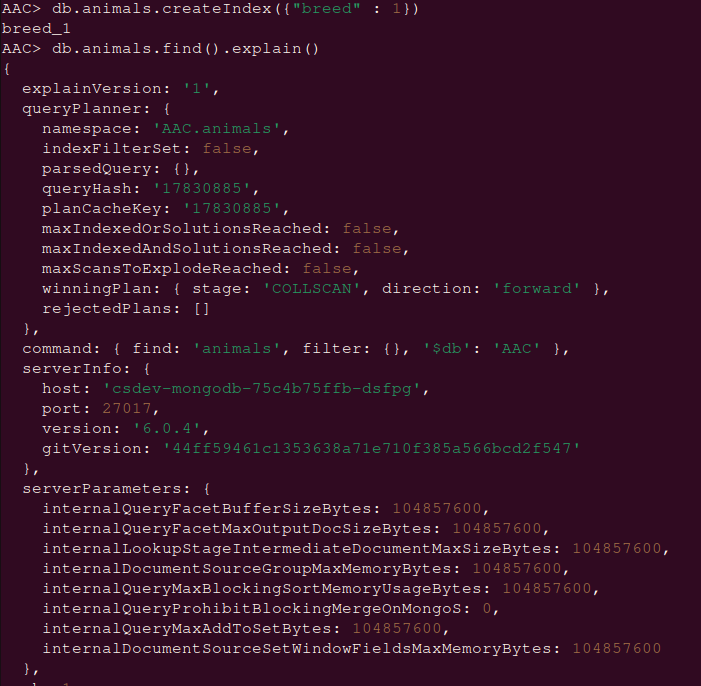 AAC> db.animals.createIndex({"breed" : 1})
breed_1
AAC> db.animals.find().explain()
{
  explainVersion: '1',
  queryPlanner: {
    namespace: 'AAC.animals',
    indexFilterSet: false,
    parsedQuery: {},
    queryHash: '17830885',
    planCacheKey: '17830885',
    maxIndexedOrSolutionsReached: false,
    maxIndexedAndSolutionsReached: false,
    maxScansToExplodeReached: false,
    winningPlan: { stage: 'COLLSCAN', direction: 'forward' },
    rejectedPlans: []
  },
  command: { find: 'animals', filter: {}, '$db': 'AAC' },
  serverInfo: {
    host: 'csdev-mongodb-75c4b75ffb-dsfpg',
    port: 27017,
    version: '6.0.4',
    gitVersion: '44ff59461c1353638a71e710f385a566bcd2f547'
  },
  serverParameters: {
    internalQueryFacetBufferSizeBytes: 104857600,
    internalQueryFacetMaxOutputDocSizeBytes: 104857600,
    internalLookupStageIntermediateDocumentMaxSizeBytes: 104857600,
    internalDocumentSourceGroupMaxMemoryBytes: 104857600,
    internalQueryMaxBlockingSortMemoryUsageBytes: 104857600,
    internalQueryProhibitBlockingMergeOnMongoS: 0,
    internalQueryMaxAddToSetBytes: 104857600,
    internalDocumentSourceSetWindowFieldsMaxMemoryBytes: 104857600
  },